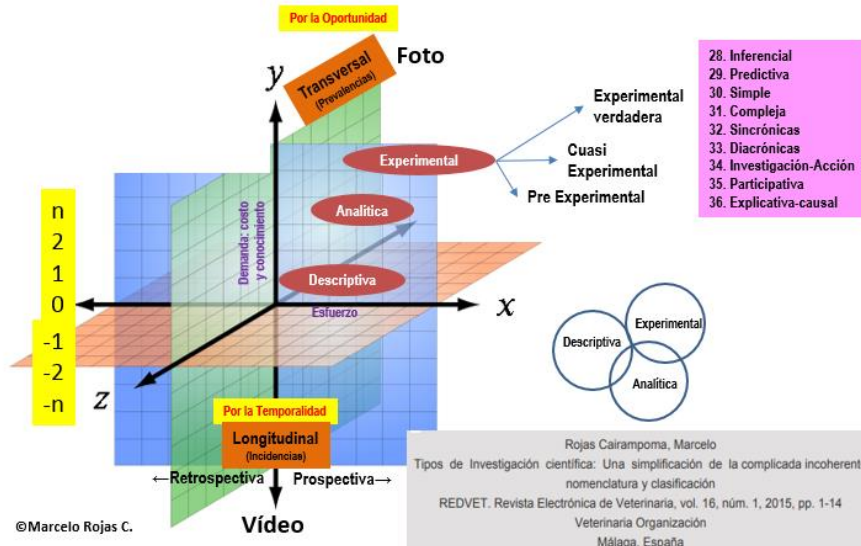 Por la Oportunidad
Transversal
(Prevalencias)
Foto
y
Experimental
Analítica
Descriptiva
Demanda: costo
y conocimiento
Esfuerzo
x
z
n
2
1
0
-1
-2
-n
Experimental
verdadera
Cuasi
Experimental
Pre Experimental
28. Inferencial
29. Predictiva
30. Simple
31. Compleja
32. Sincrónicas
33. Diacrónicas
34. Investigación-Acción
35. Participativa
36. Explicativa-causal
Descriptiva
Experimental
Analítica
Por la Temporalidad
Longitudinal
(Incidencias)
←Retrospectiva
Prospectiva→
Vídeo
©Marcelo Rojas C.
Rojas Cairampoma, Marcelo
Tipos de Investigación científica: Una simplificación de la complicada incoherent
nomenclatura y clasificación
REDVET. Revista Electrónica de Veterinaria, vol. 16, núm. 1, 2015, pp. 1-14
Veterinaria Organización
Málaga, España